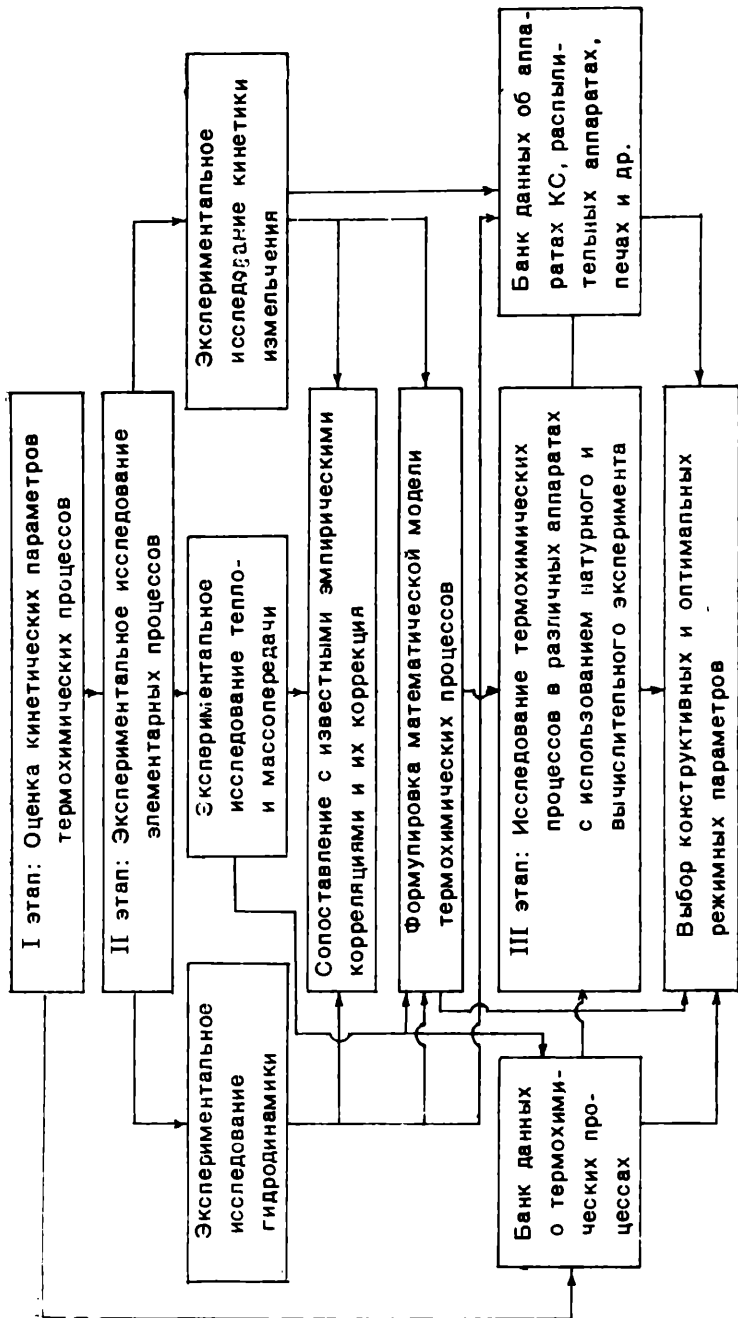 I этап: Оценка кинетических параметров
термохимических процессов
II этап: Экспериментальное исследование
элементарных процессов
Экспериментальное
исследование
гидродинамики
Экспериментальное
исследование тепло-
и массопередачи
Экспериментальное
исследование кинетики
измельчения
Сопоставление с известными эмпирическими
корреляциями и их коррекция
Формулировка математической модели
термохимических процессов
Банк данных
о термохими-
ческих про-
цессах
III этап: Исследование термохимических
процессов в различных аппаратах
с использованием натурного и
вычислительного эксперимента
Банк данных об аппа-
ратах КС, распыли-
тельных аппаратах,
печах и др.
Выбор конструктивных и оптимальных
режимных параметров